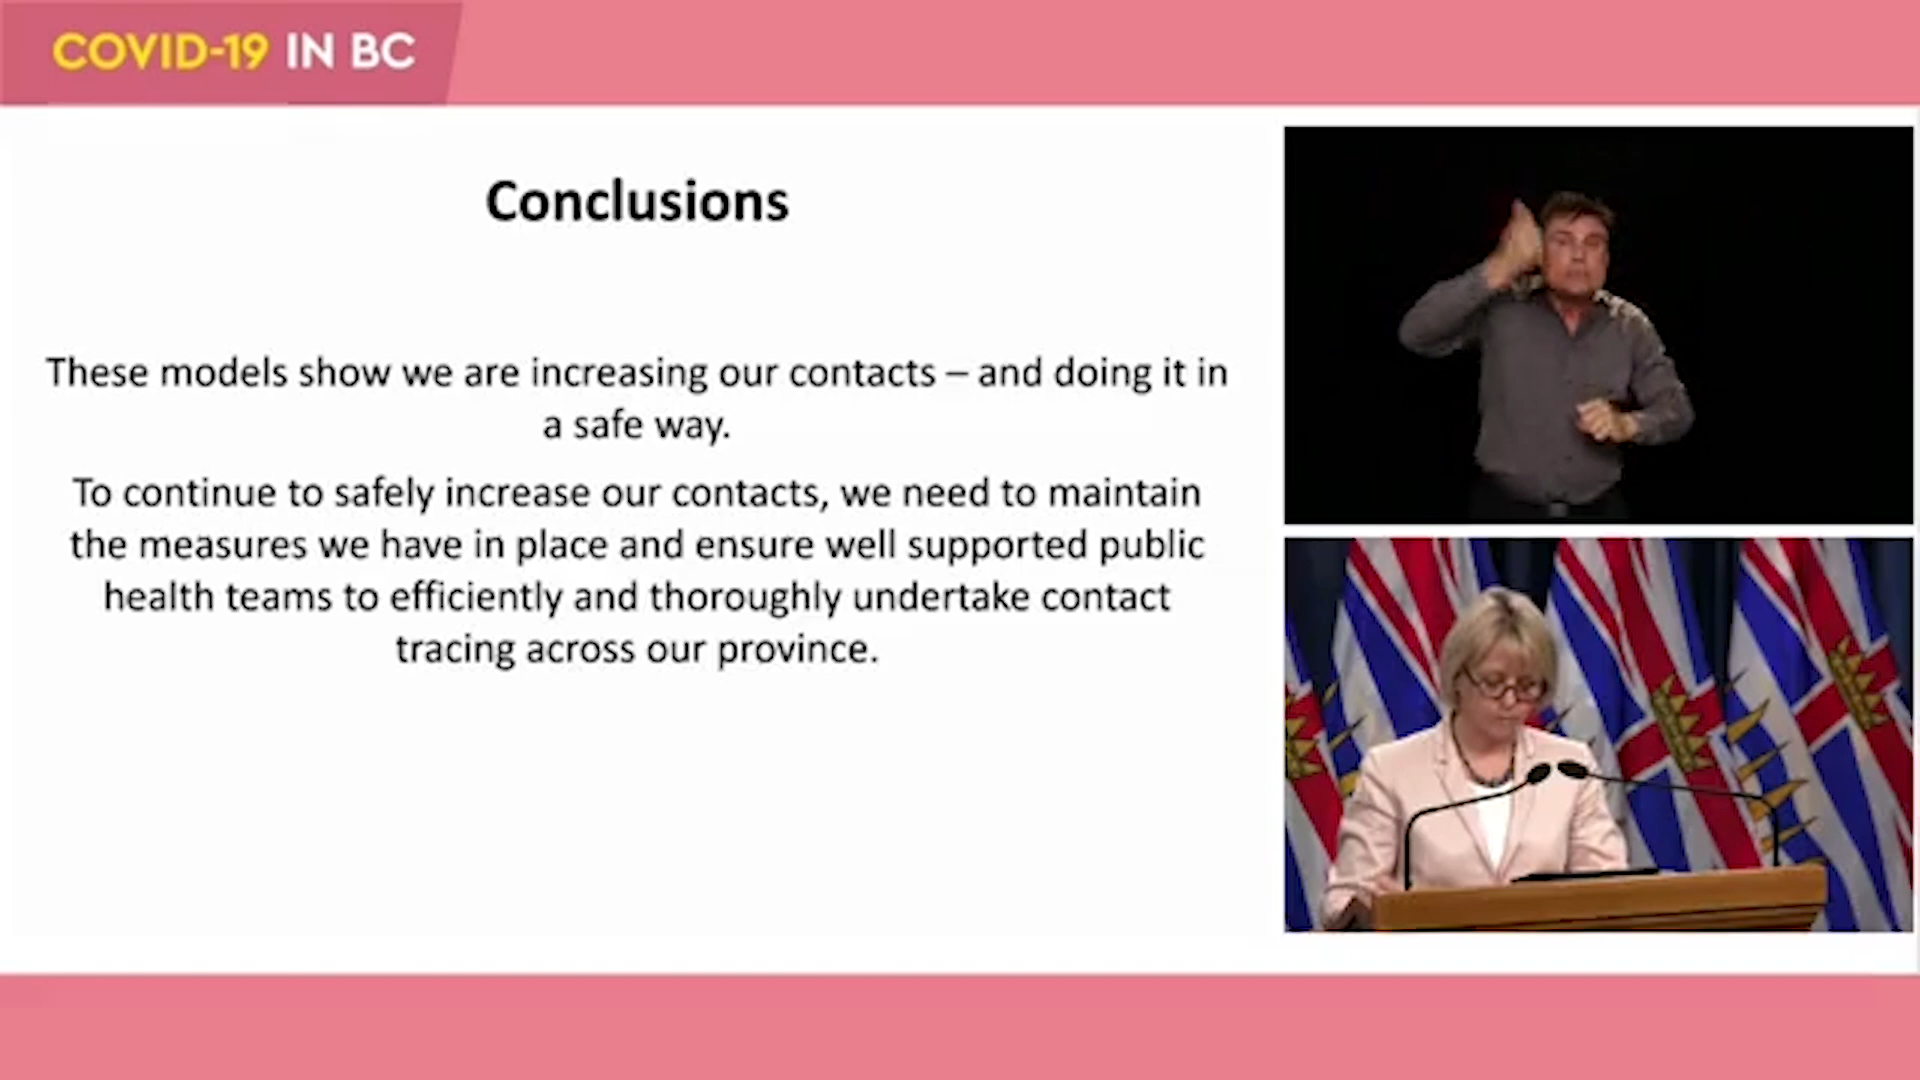 COVID-19 IN BC
Conclusions
These models show we are increasing our contacts – and doing it in
a safe way.
To continue to safely increase our contacts, we need to maintain
the measures we have in place and ensure well supported public
health teams to efficiently and thoroughly undertake contact
tracing across our province.